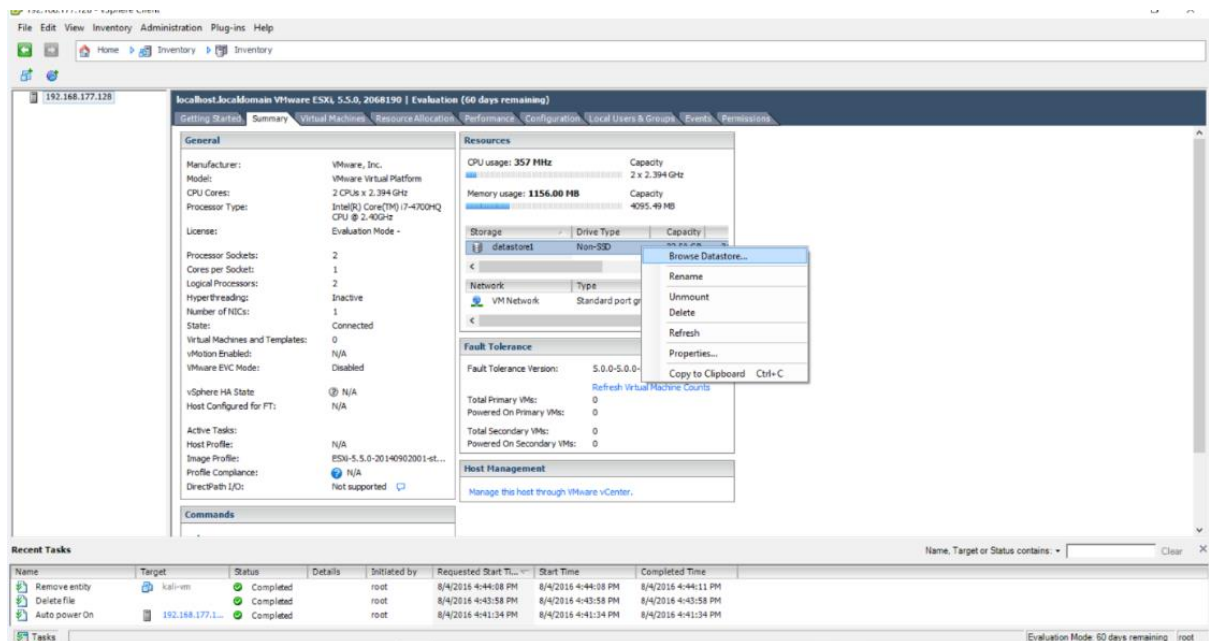 192.168.177.128 - vSphere Client
File Edit View Inventory Administration Plug-ins Help
Home Inventory Inventory
192.168.177.128
localhost.localdomain VMware ESXi, 5.5.0, 2068190 | Evaluation (60 days remaining)
Getting Started Summary Virtual Machines Resource Allocation Performance Configuration Local Users & Groups Events Permissions
General
Manufacturer: VMware, Inc.
Model: VMware Virtual Platform
CPU Cores: 2 CPUs x 2.394 GHz
Processor Type: Intel(R) Core(TM) i7-4700HQ
CPU @ 2.40GHz
License: Evaluation Mode -
Processor Sockets: 2
Cores per Socket: 1
Logical Processors: 2
Hyperthreading: Inactive
Number of NICs: 1
State: Connected
Virtual Machines and Templates: 0
vMotion Enabled: N/A
VMware EVC Mode: Disabled
vSphere HA State N/A
Host Configured for FT: N/A
Active Tasks:
Host Profile: N/A
Image Profile: ESXi-5.5.0-20140902001-st...
Profile Compliance: N/A
DirectPath I/O: Not supported
Commands
Resources
CPU usage: 357 MHz Capacity
2 x 2.394 GHz
Memory usage: 1156.00 MB Capacity
4095.49 MB
Storage Drive Type Capacity
datastore1 Non-SSD
Network Type
VM Network Standard port gr
Browse Datastore...
Rename
Unmount
Delete
Refresh
Properties...
Copy to Clipboard Ctrl+C
Fault Tolerance
Fault Tolerance Version: 5.0.0-5.0.0-
Refresh Virtual Machine Counts
Total Primary VMs: 0
Powered On Primary VMs: 0
Total Secondary VMs: 0
Powered On Secondary VMs: 0
Host Management
Manage this host through VMware vCenter.
Recent Tasks Name, Target or Status contains: Clear
Name Target Status Details Initiated by Requested Start Ti... Start Time Completed Time
Remove entity kali-vm Completed root 8/4/2016 4:44:08 PM 8/4/2016 4:44:08 PM 8/4/2016 4:44:11 PM
Delete file Completed root 8/4/2016 4:43:58 PM 8/4/2016 4:43:58 PM 8/4/2016 4:43:58 PM
Auto power On 192.168.177.1... Completed root 8/4/2016 4:41:34 PM 8/4/2016 4:41:34 PM 8/4/2016 4:41:34 PM
Tasks Evaluation Mode: 60 days remaining root